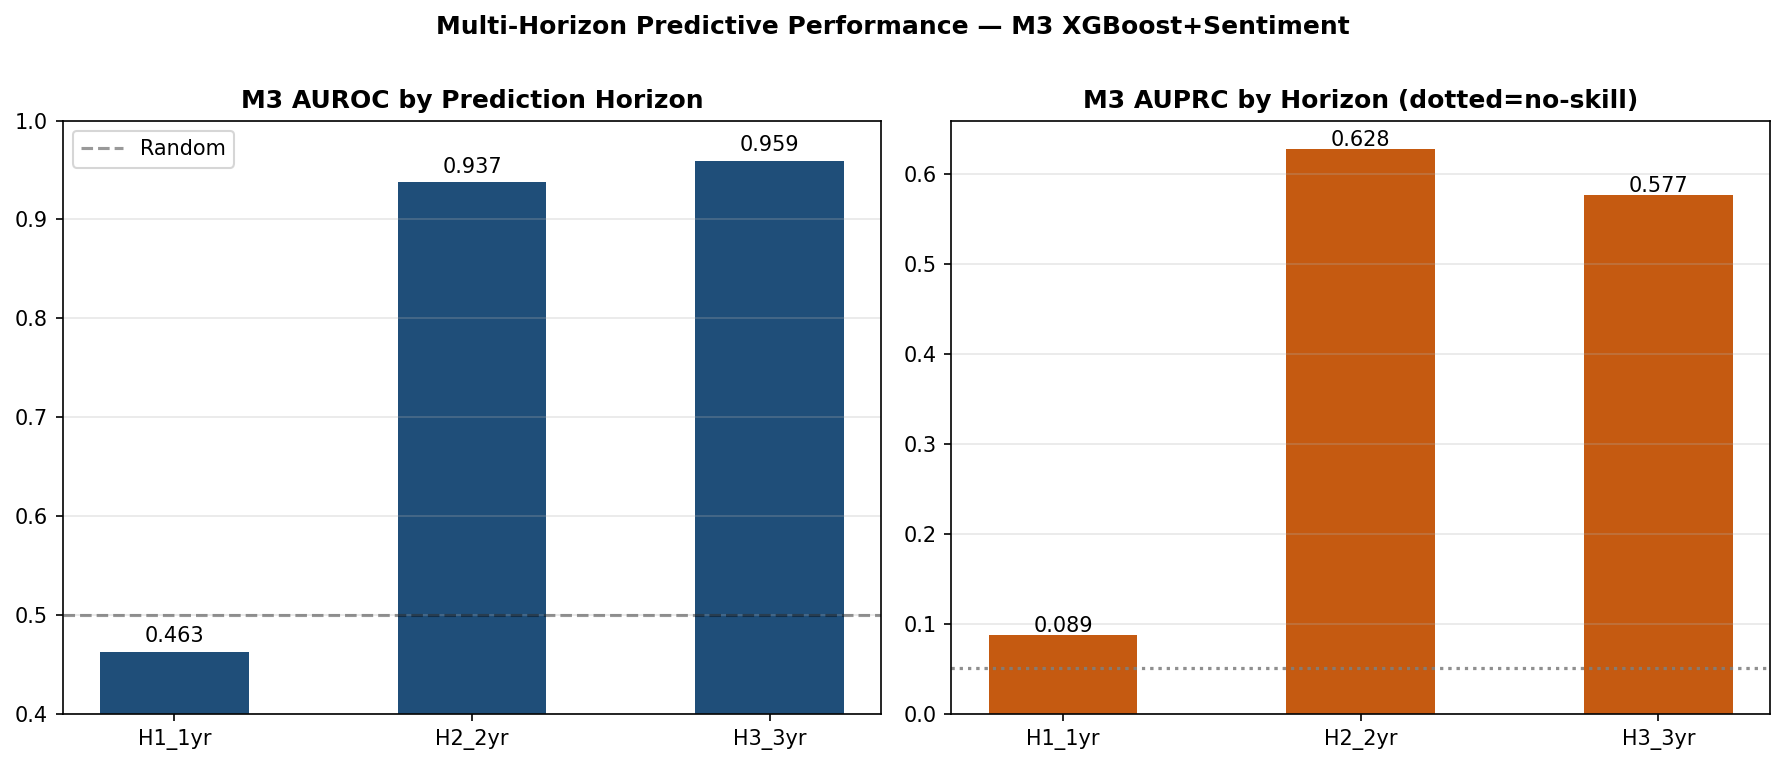 Multi-Horizon Predictive Performance — M3 XGBoost+Sentiment
M3 AUROC by Prediction Horizon
1.0
0.9
0.8
0.7
0.6
0.5
0.4
Random
0.463
0.937
0.959
H1_1yr
H2_2yr
H3_3yr
M3 AUPRC by Horizon (dotted=no-skill)
0.6
0.5
0.4
0.3
0.2
0.1
0.0
0.089
0.628
0.577
H1_1yr
H2_2yr
H3_3yr